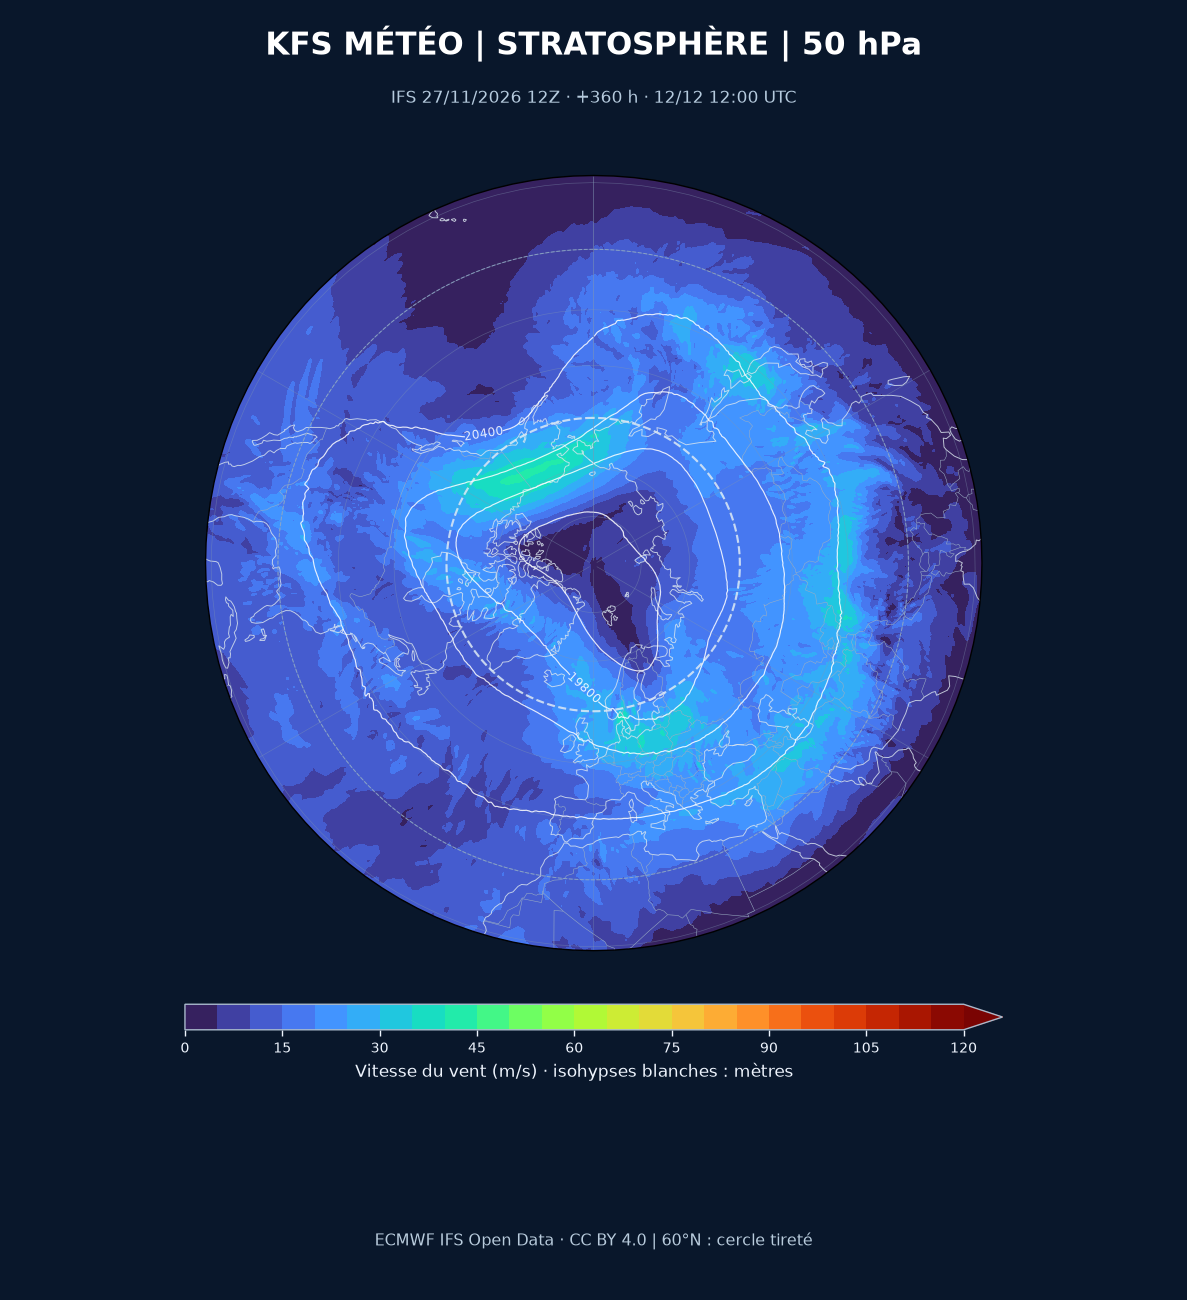 KFS MÉTÉO | STRATOSPHÈRE | 50 hPa
IFS 27/11/2026 12Z · +360 h · 12/12 12:00 UTC
20400
19800
0 15 30 45 60 75 90 105 120
Vitesse du vent (m/s) · isohypses blanches : mètres
ECMWF IFS Open Data · CC BY 4.0 | 60°N : cercle tireté